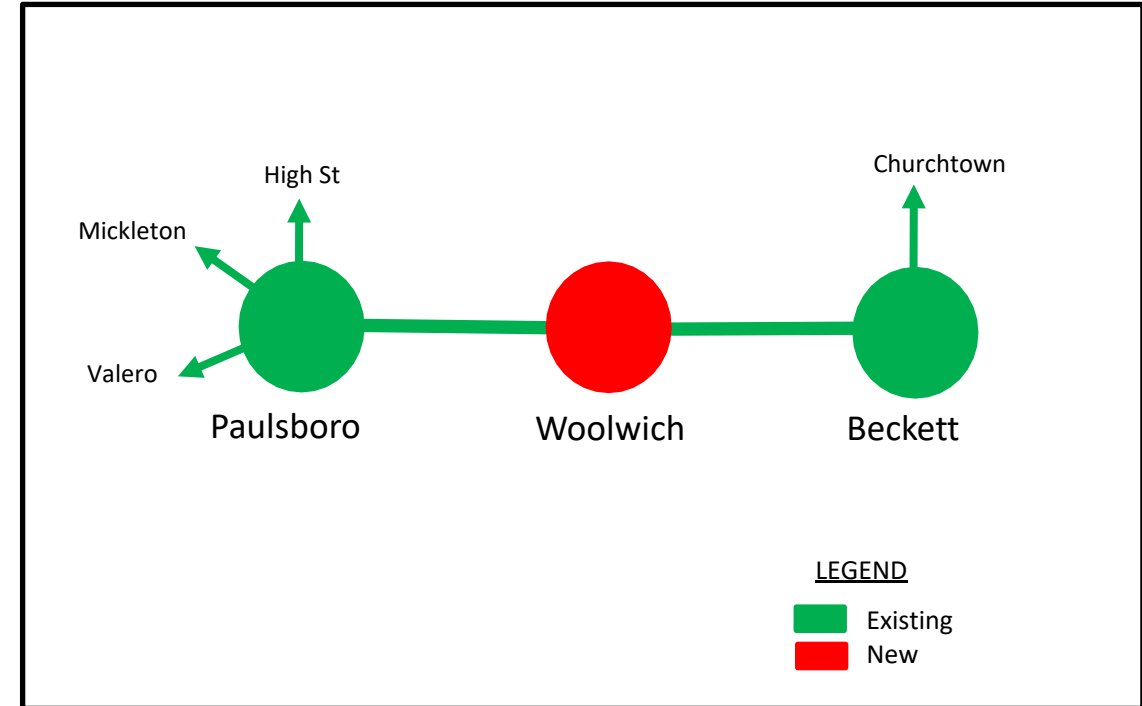 High St
Churchtown
Mickleton
Valero
Paulsboro
Woolwich
Beckett
LEGEND
Existing
New